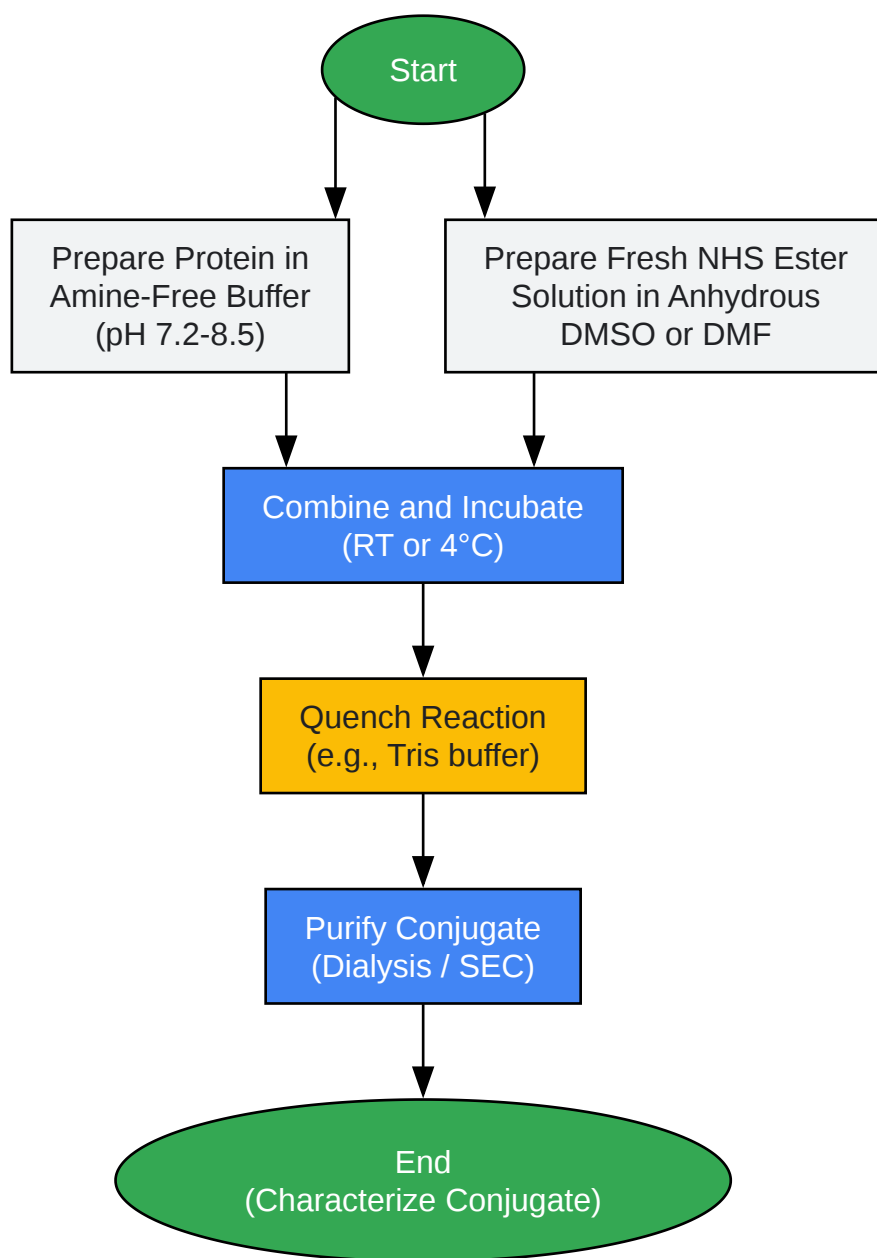 Start
Prepare Protein in
Amine-Free Buffer
(pH 7.2-8.5)
Prepare Fresh NHS Ester
Solution in Anhydrous
DMSO or DMF
Combine and Incubate
(RT or 4°C)
Quench Reaction
(e.g., Tris buffer)
Purify Conjugate
(Dialysis / SEC)
End
(Characterize Conjugate)